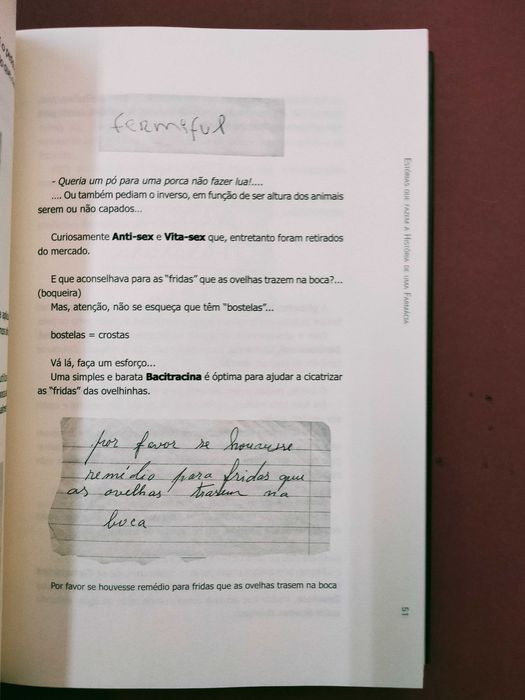 fermiful
- Queria um pó para uma porca não fazer lua!....
.... Ou também pediam o inverso, em função de ser altura dos animais
serem ou não capados...
Curiosamente Anti-sex e Vita-sex que, entretanto foram retirados
do mercado.
E que aconselhava para as "fridas" que as ovelhas trazem na boca?...
(boqueira)
Mas, atenção, não se esqueça que têm "bostelas"...
bostelas = crostas
Vá lá, faça um esforço...
Uma simples e barata Bacitracina é óptima para ajudar a cicatrizar
as "fridas" das ovelhinhas.
por favor se houvesse
remédio para fridas que
as ovelhas trasem na
boca
Por favor se houvesse remédio para fridas que as ovelhas trasem na boca
ESTÓRIAS QUE FAZEM A HISTÓRIA DE UMA FARMÁCIA
51